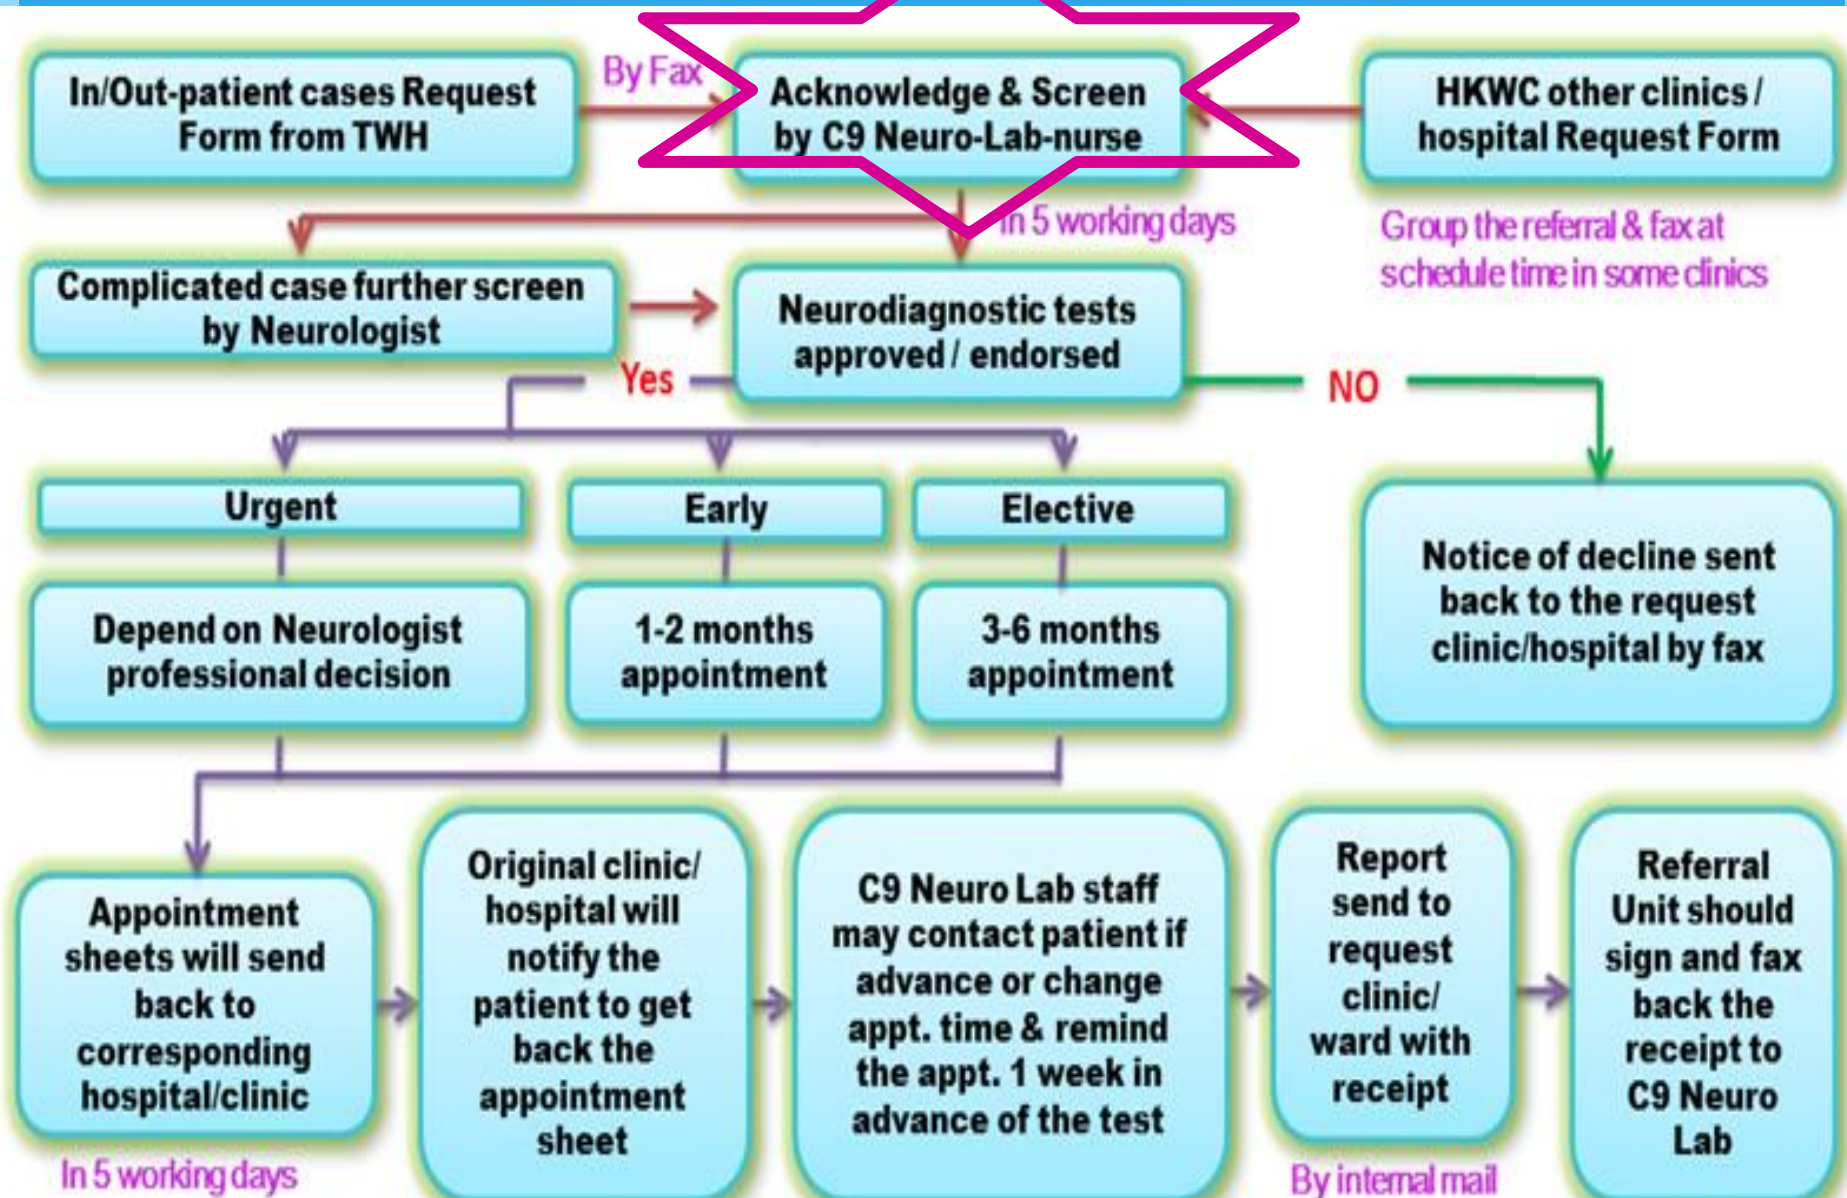 In/Out-patient cases Request
Form from TWH
By Fax
Acknowledge & Screen
by C9 Neuro-Lab-nurse
HKWC other clinics /
hospital Request Form
In 5 working days
Group the referral & fax at
schedule time in some clinics
Complicated case further screen
by Neurologist
Neurodiagnostic tests
approved / endorsed
Yes
NO
Urgent
Early
Elective
Depend on Neurologist
professional decision
1-2 months
appointment
3-6 months
appointment
Notice of decline sent
back to the request
clinic/hospital by fax
Appointment
sheets will send
back to
corresponding
hospital/clinic
In 5 working days
Original clinic/
hospital will
notify the
patient to get
back the
appointment
sheet
C9 Neuro Lab staff
may contact patient if
advance or change
appt. time & remind
the appt. 1 week in
advance of the test
Report
send to
request
clinic/
ward with
receipt
By internal mail
Referral
Unit should
sign and fax
back the
receipt to
C9 Neuro
Lab